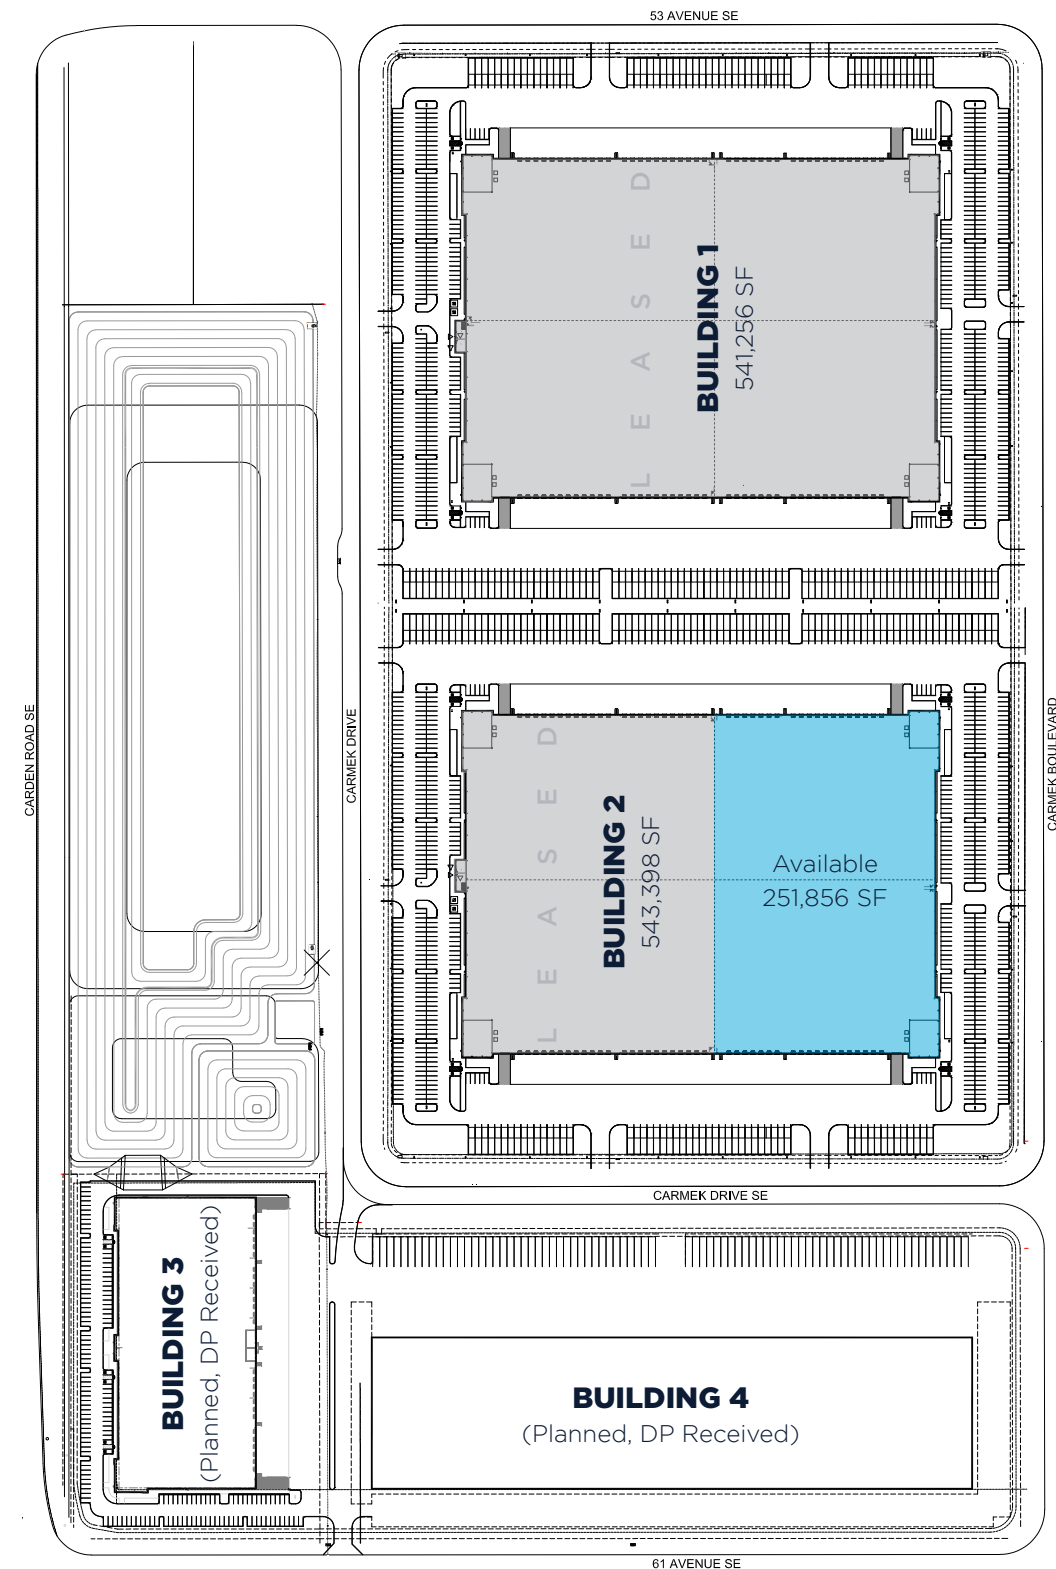 53 AVENUE SE
LEASED
BUILDING 1
541,256 SF
CARDEN ROAD SE
CARMEK DRIVE
CARMEK BOULEVARD
LEASED
BUILDING 2
543,398 SF
Available
251,856 SF
CARMEK DRIVE SE
BUILDING 3
(Planned, DP Received)
BUILDING 4
(Planned, DP Received)
61 AVENUE SE